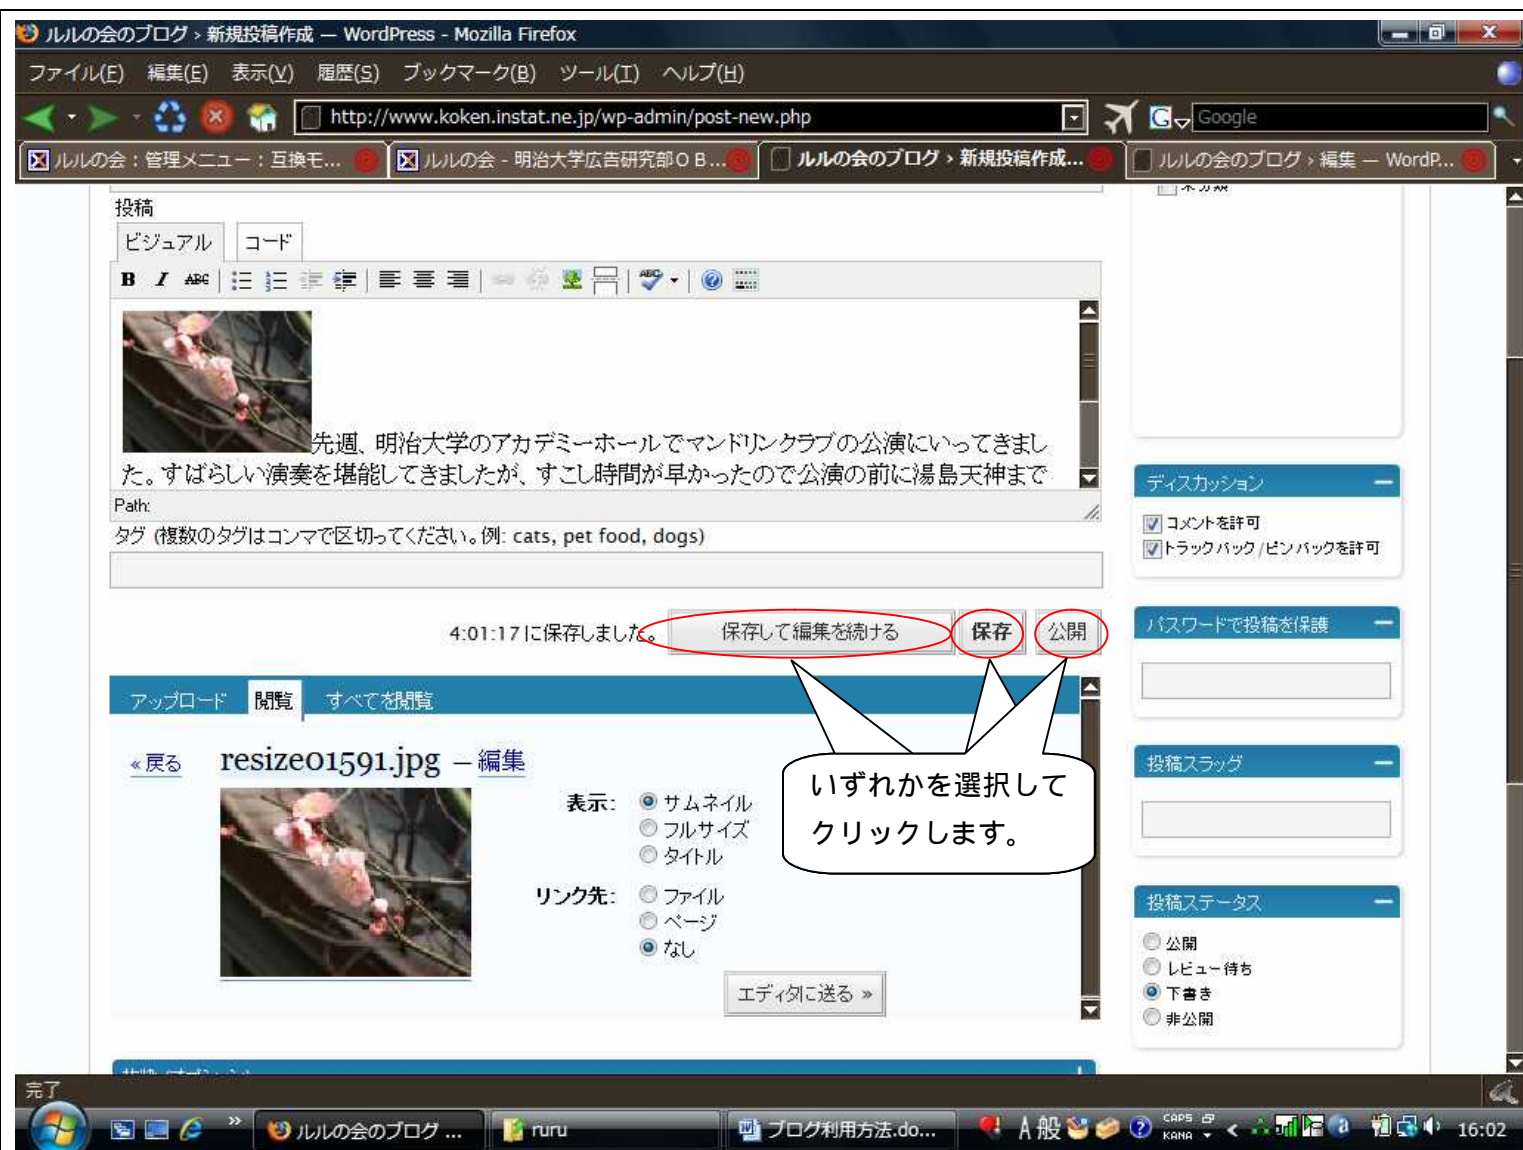 ルルの会のブログ › 新規投稿作成 — WordPress - Mozilla Firefox
ファイル(F) 編集(E) 表示(V) 履歴(S) ブックマーク(B) ツール(T) ヘルプ(H)
http://www.koken.instat.ne.jp/wp-admin/post-new.php
Google
ルルの会：管理メニュー：互換モ...
ルルの会 - 明治大学広告研究部ＯＢ...
ルルの会のブログ › 新規投稿作成...
ルルの会のブログ › 編集 — WordP...
未分類
投稿
ビジュアル コード
B I ABC ABC
先週、明治大学のアカデミーホールでマンドリンクラブの公演にいってきまし
た。すばらしい演奏を堪能してきましたが、すこし時間が早かったので公演の前に湯島天神まで
Path:
タグ (複数のタグはコンマで区切ってください。例: cats, pet food, dogs)
4:01:17 に保存しました。 保存して編集を続ける 保存 公開
アップロード 閲覧 すべてを閲覧
«戻る resize01591.jpg — 編集
表示: サムネイル
フルサイズ
タイトル
リンク先: ファイル
ページ
なし
エディタに送る »
いずれかを選択して
クリックします。
ディスカッション
コメントを許可
トラックバック/ピンバックを許可
パスワードで投稿を保護
投稿スラッグ
投稿ステータス
公開
レビュー待ち
下書き
非公開
完了
ルルの会のブログ ...
ruru
ブログ利用方法.do...
A 般
CAPS
KANA
16:02